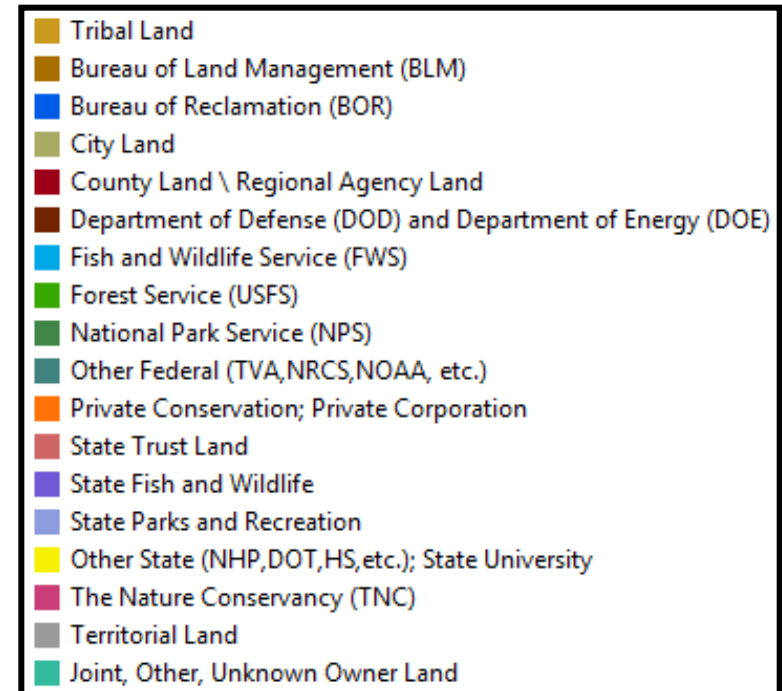 Tribal Land
Bureau of Land Management (BLM)
Bureau of Reclamation (BOR)
City Land
County Land \ Regional Agency Land
Department of Defense (DOD) and Department of Energy (DOE)
Fish and Wildlife Service (FWS)
Forest Service (USFS)
National Park Service (NPS)
Other Federal (TVA,NRCS,NOAA, etc.)
Private Conservation; Private Corporation
State Trust Land
State Fish and Wildlife
State Parks and Recreation
Other State (NHP,DOT,HS,etc.); State University
The Nature Conservancy (TNC)
Territorial Land
Joint, Other, Unknown Owner Land